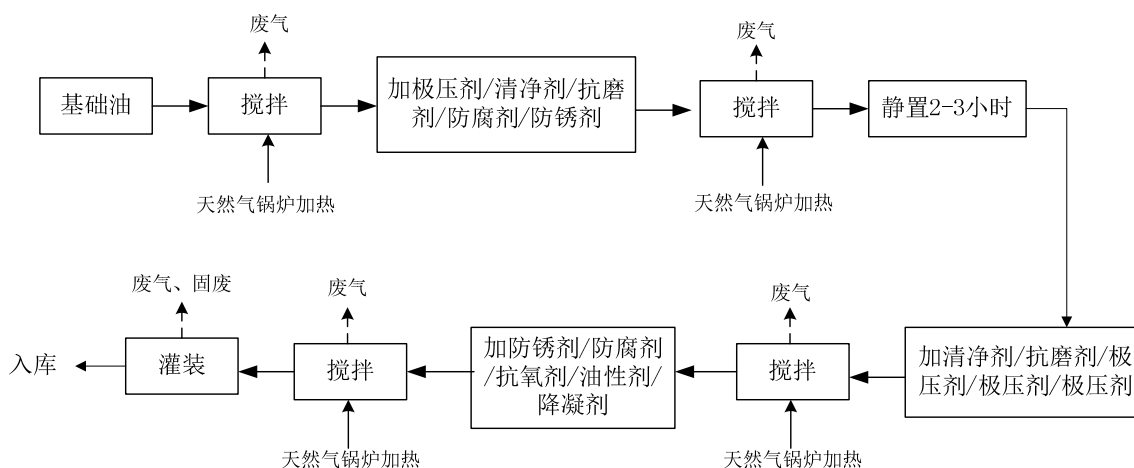 废气
废气
基础油
搅拌
加极压剂/清净剂/抗磨
剂/防腐剂/防锈剂
搅拌
静置2-3小时
天然气锅炉加热
天然气锅炉加热
废气、固废
废气
废气
入库
灌装
搅拌
加防锈剂/防腐剂
/抗氧剂/油性剂/
降凝剂
搅拌
加清净剂/抗磨剂/极
压剂/极压剂/极压剂
天然气锅炉加热
天然气锅炉加热